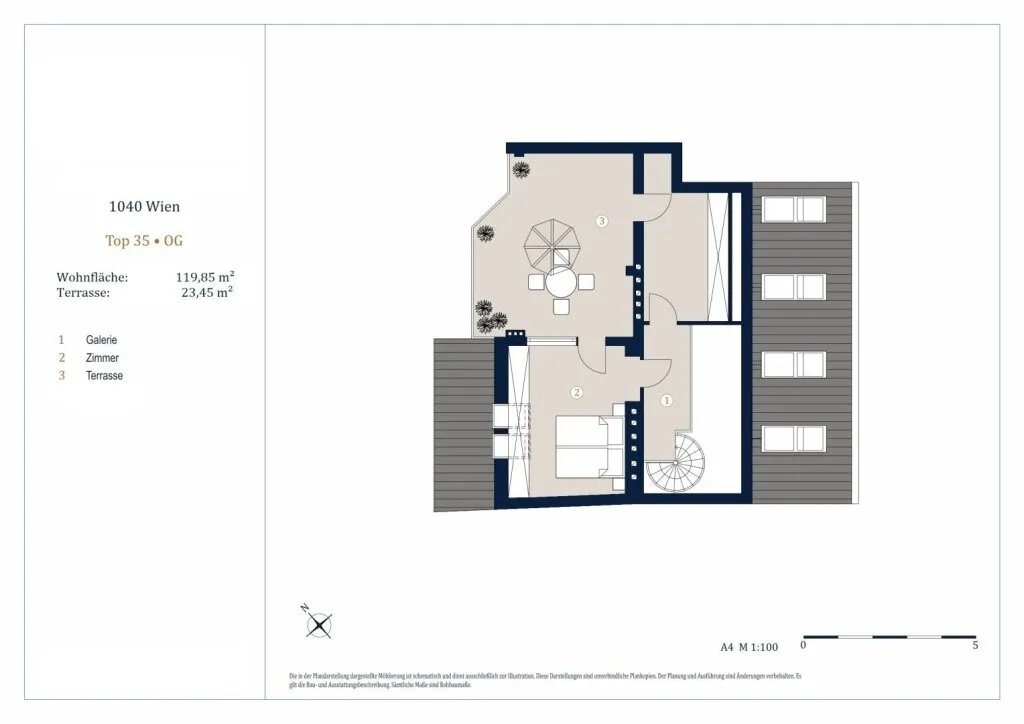 1040 Wien
Top 35 • OG
Wohnfläche: 119,85 m²
Terrasse: 23,45 m²
1 Galerie
2 Zimmer
3 Terrasse
3
2
1
N
A4 M 1:100
0 5
Die in der Plandarstellung dargestellte Möblierung ist schematisch und dient ausschließlich zur Illustration. Diese Darstellungen sind unverbindliche Plankopien. Der Planung und Ausführung sind Änderungen vorbehalten. Es
gilt die Bau- und Ausstattungsbeschreibung. Sämtliche Maße sind Rohbaumaße.